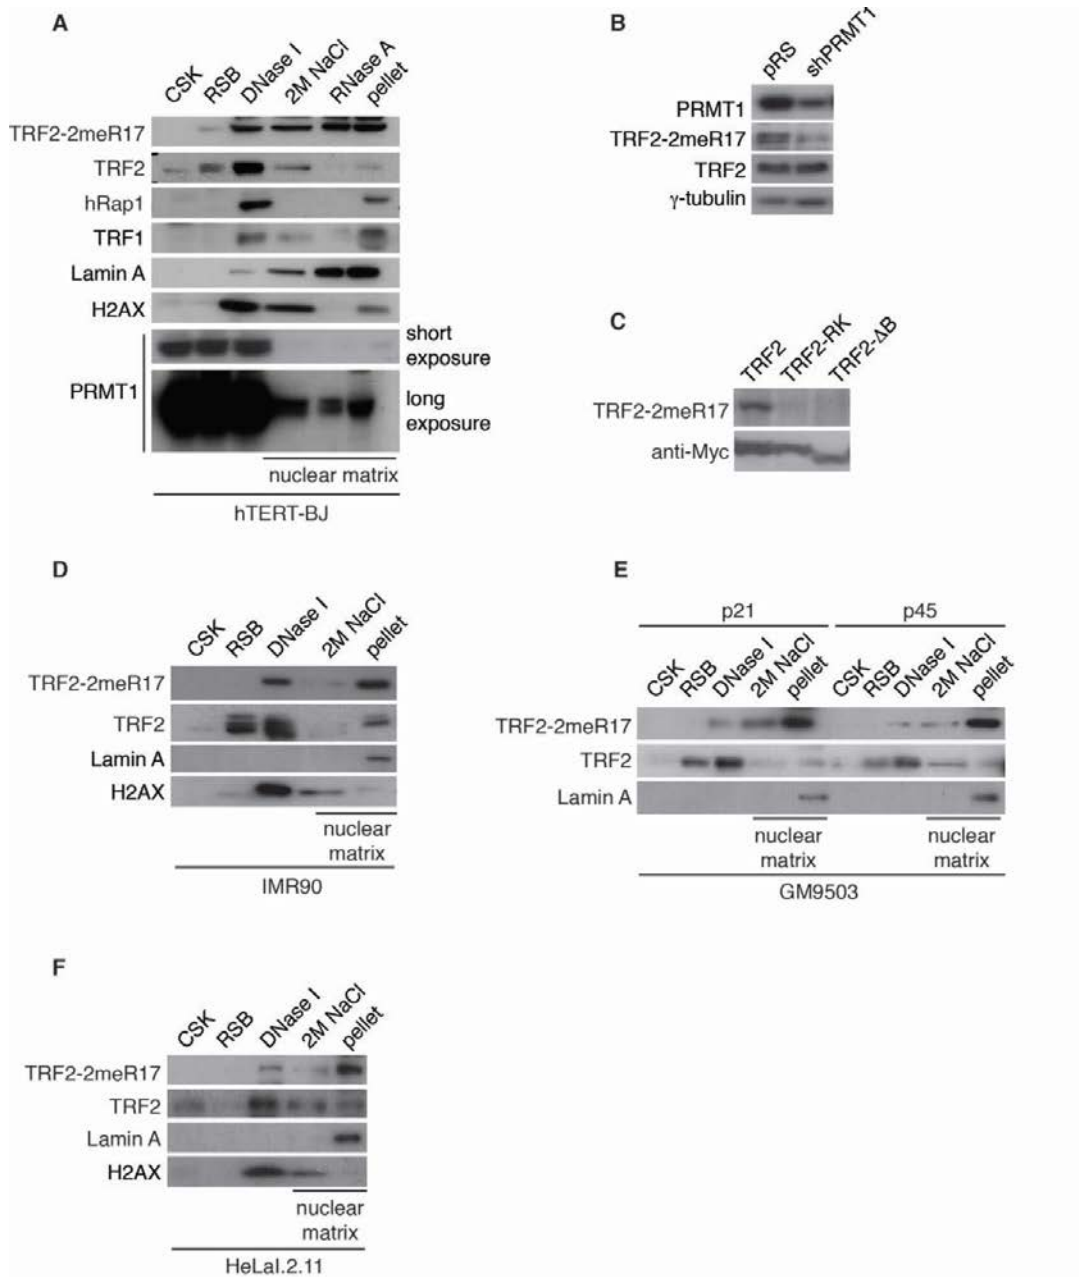 A
CSK RSB DNase I 2M NaCl RNase A pellet
TRF2-2meR17
TRF2
hRap1
TRF1
Lamin A
H2AX
short
exposure
PRMT1
long
exposure
nuclear matrix
hTERT-BJ
B
pRS shPRMT1
PRMT1
TRF2-2meR17
TRF2
γ-tubulin
C
TRF2 TRF2-RK TRF2-ΔB
TRF2-2meR17
anti-Myc
D
CSK RSB DNase I 2M NaCl pellet
TRF2-2meR17
TRF2
Lamin A
H2AX
nuclear
matrix
IMR90
E
p21 p45
CSK RSB DNase I 2M NaCl pellet CSK RSB DNase I 2M NaCl pellet
TRF2-2meR17
TRF2
Lamin A
nuclear nuclear
matrix matrix
GM9503
F
CSK RSB DNase I 2M NaCl pellet
TRF2-2meR17
TRF2
Lamin A
H2AX
nuclear
matrix
HeLaI.2.11